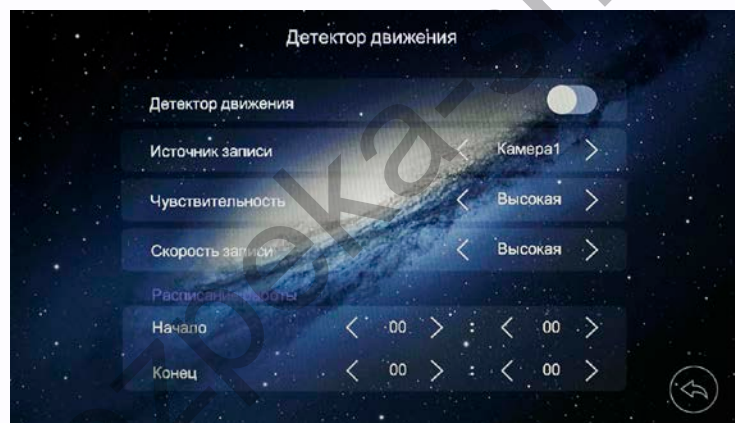 Детектор движения
Детектор движения
Источник записи Камера1
Чувствительность Высокая
Скорость записи Высокая
Расписание работы
Начало 00 : 00
Конец 00 : 00